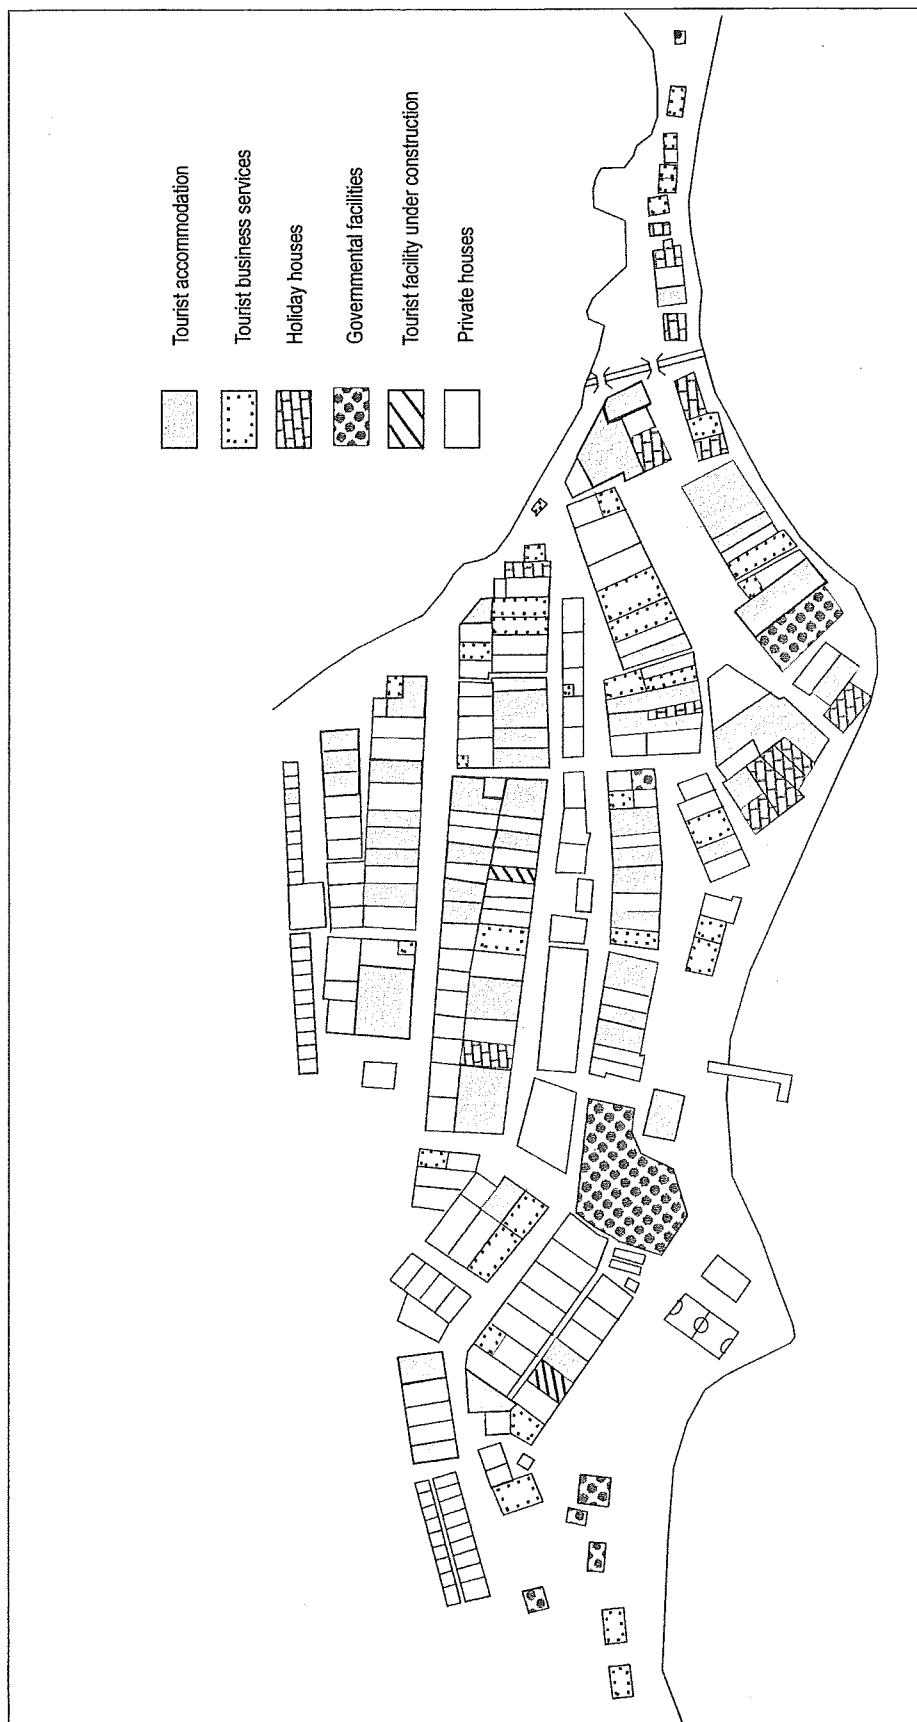 Tourist accommodation
Tourist business services
Holiday houses
Governmental facilities
Tourist facility under construction
Private houses